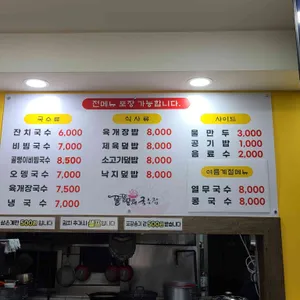 전메뉴 포장 가능합니다.
국수류
잔치국수 6,000
비빔국수 7,000
골뱅이비빔국수 8,500
오뎅국수 7,000
육개장국수 7,500
냉국수 7,000
식사류
육개장밥 8,000
제육덮밥 8,000
소고기덮밥 8,000
낙지덮밥 8,000
사이드
물만두 3,000
공기밥 1,000
음료수 2,000
여름계절메뉴
열무국수 8,000
콩국수 8,000